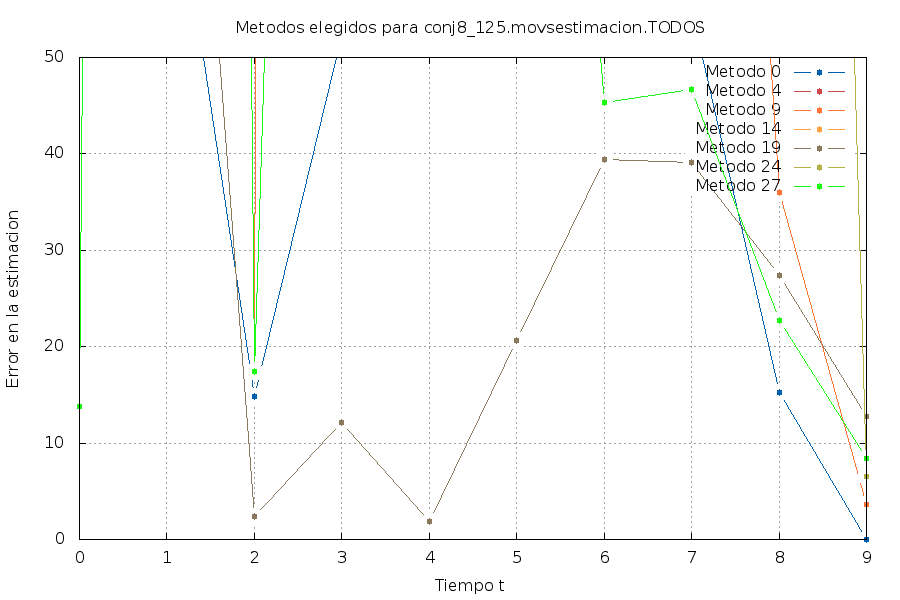 Metodos elegidos para conj8_125.movsestimacion.TODOS
50
40
30
20
10
0
Error en la estimacion
Metodo 0
Metodo 4
Metodo 9
Metodo 14
Metodo 19
Metodo 24
Metodo 27
0 1 2 3 4 5 6 7 8 9
Tiempo t